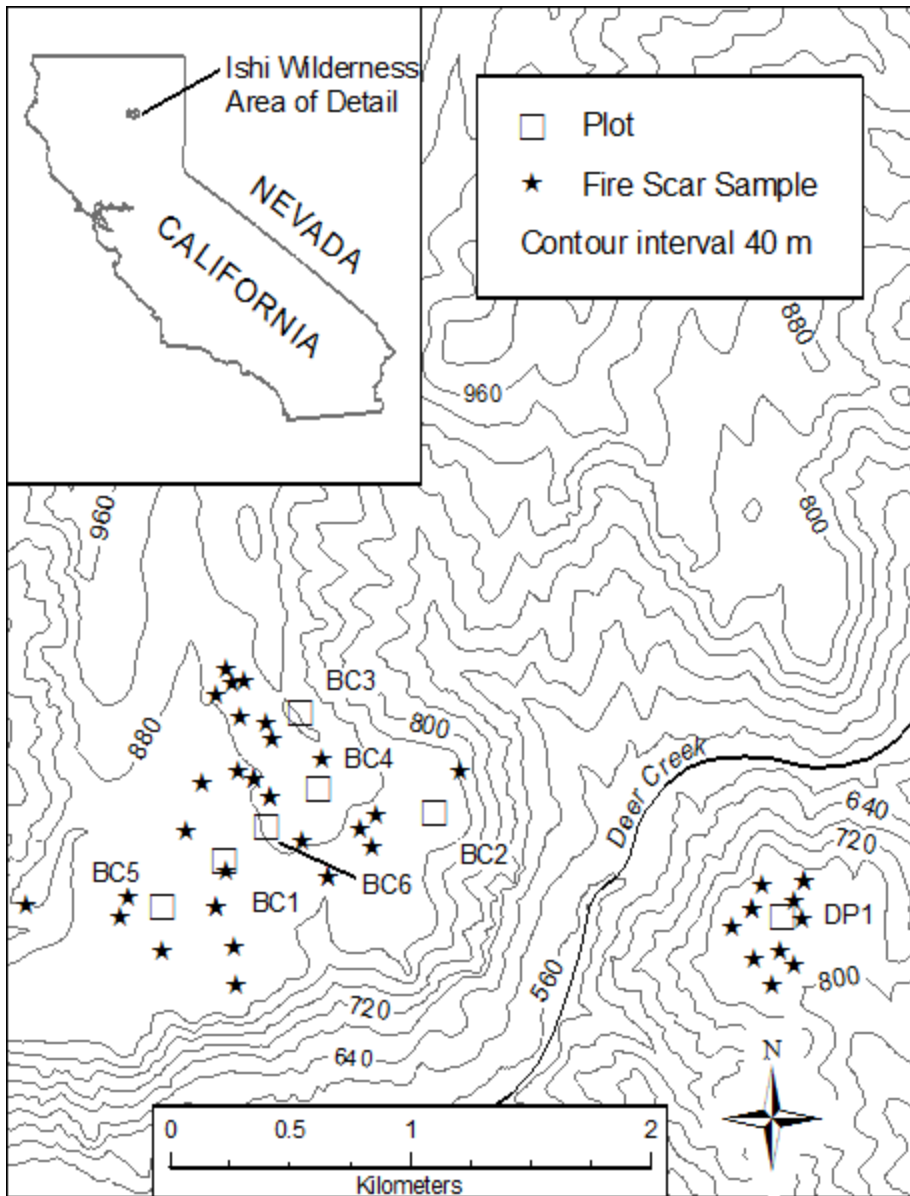 Ishi Wilderness
Area of Detail
NEVADA
CALIFORNIA
Plot
Fire Scar Sample
Contour interval 40 m
880
960
960
800
BC3
800
880
BC4
Deer Creek
640
720
BC2
BC5
BC6
BC1
DP1
560
800
720
640
N
0 0.5 1 2
Kilometers